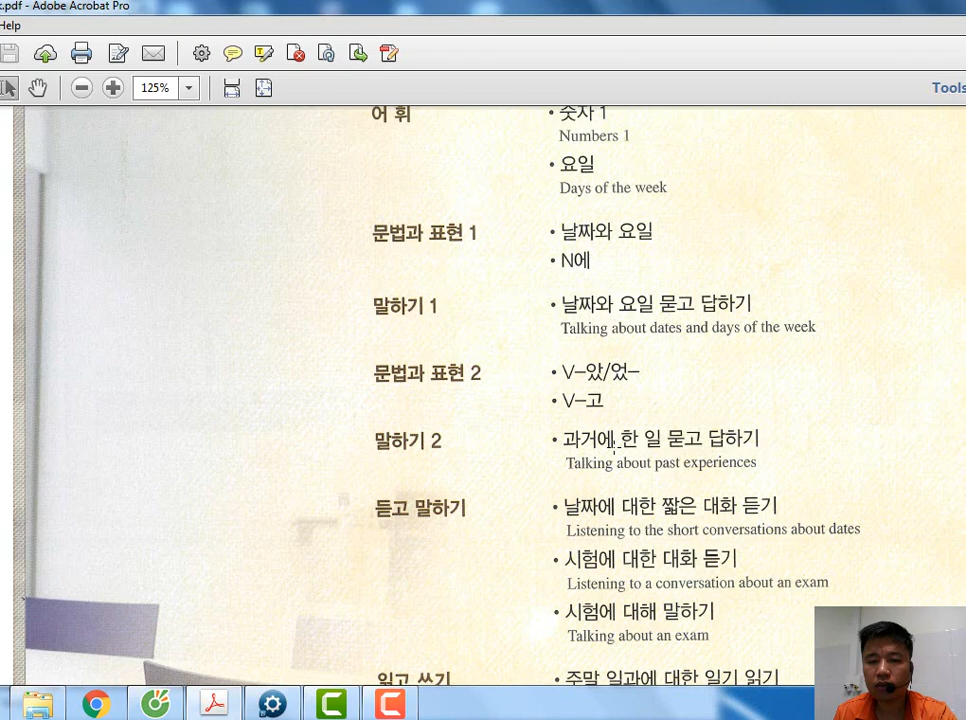 k.pdf - Adobe Acrobat Pro
Help
125%
Tools
어 휘
• 숫자 1
Numbers 1
• 요일
Days of the week
문법과 표현 1
• 날짜와 요일
• N에
말하기 1
• 날짜와 요일 묻고 답하기
Talking about dates and days of the week
문법과 표현 2
• V-았/었-
• V-고
말하기 2
• 과거에 한 일 묻고 답하기
Talking about past experiences
듣고 말하기
• 날짜에 대한 짧은 대화 듣기
Listening to the short conversations about dates
• 시험에 대한 대화 듣기
Listening to a conversation about an exam
• 시험에 대해 말하기
Talking about an exam
읽고 쓰기
• 주말 일과에 대한 일기 읽기